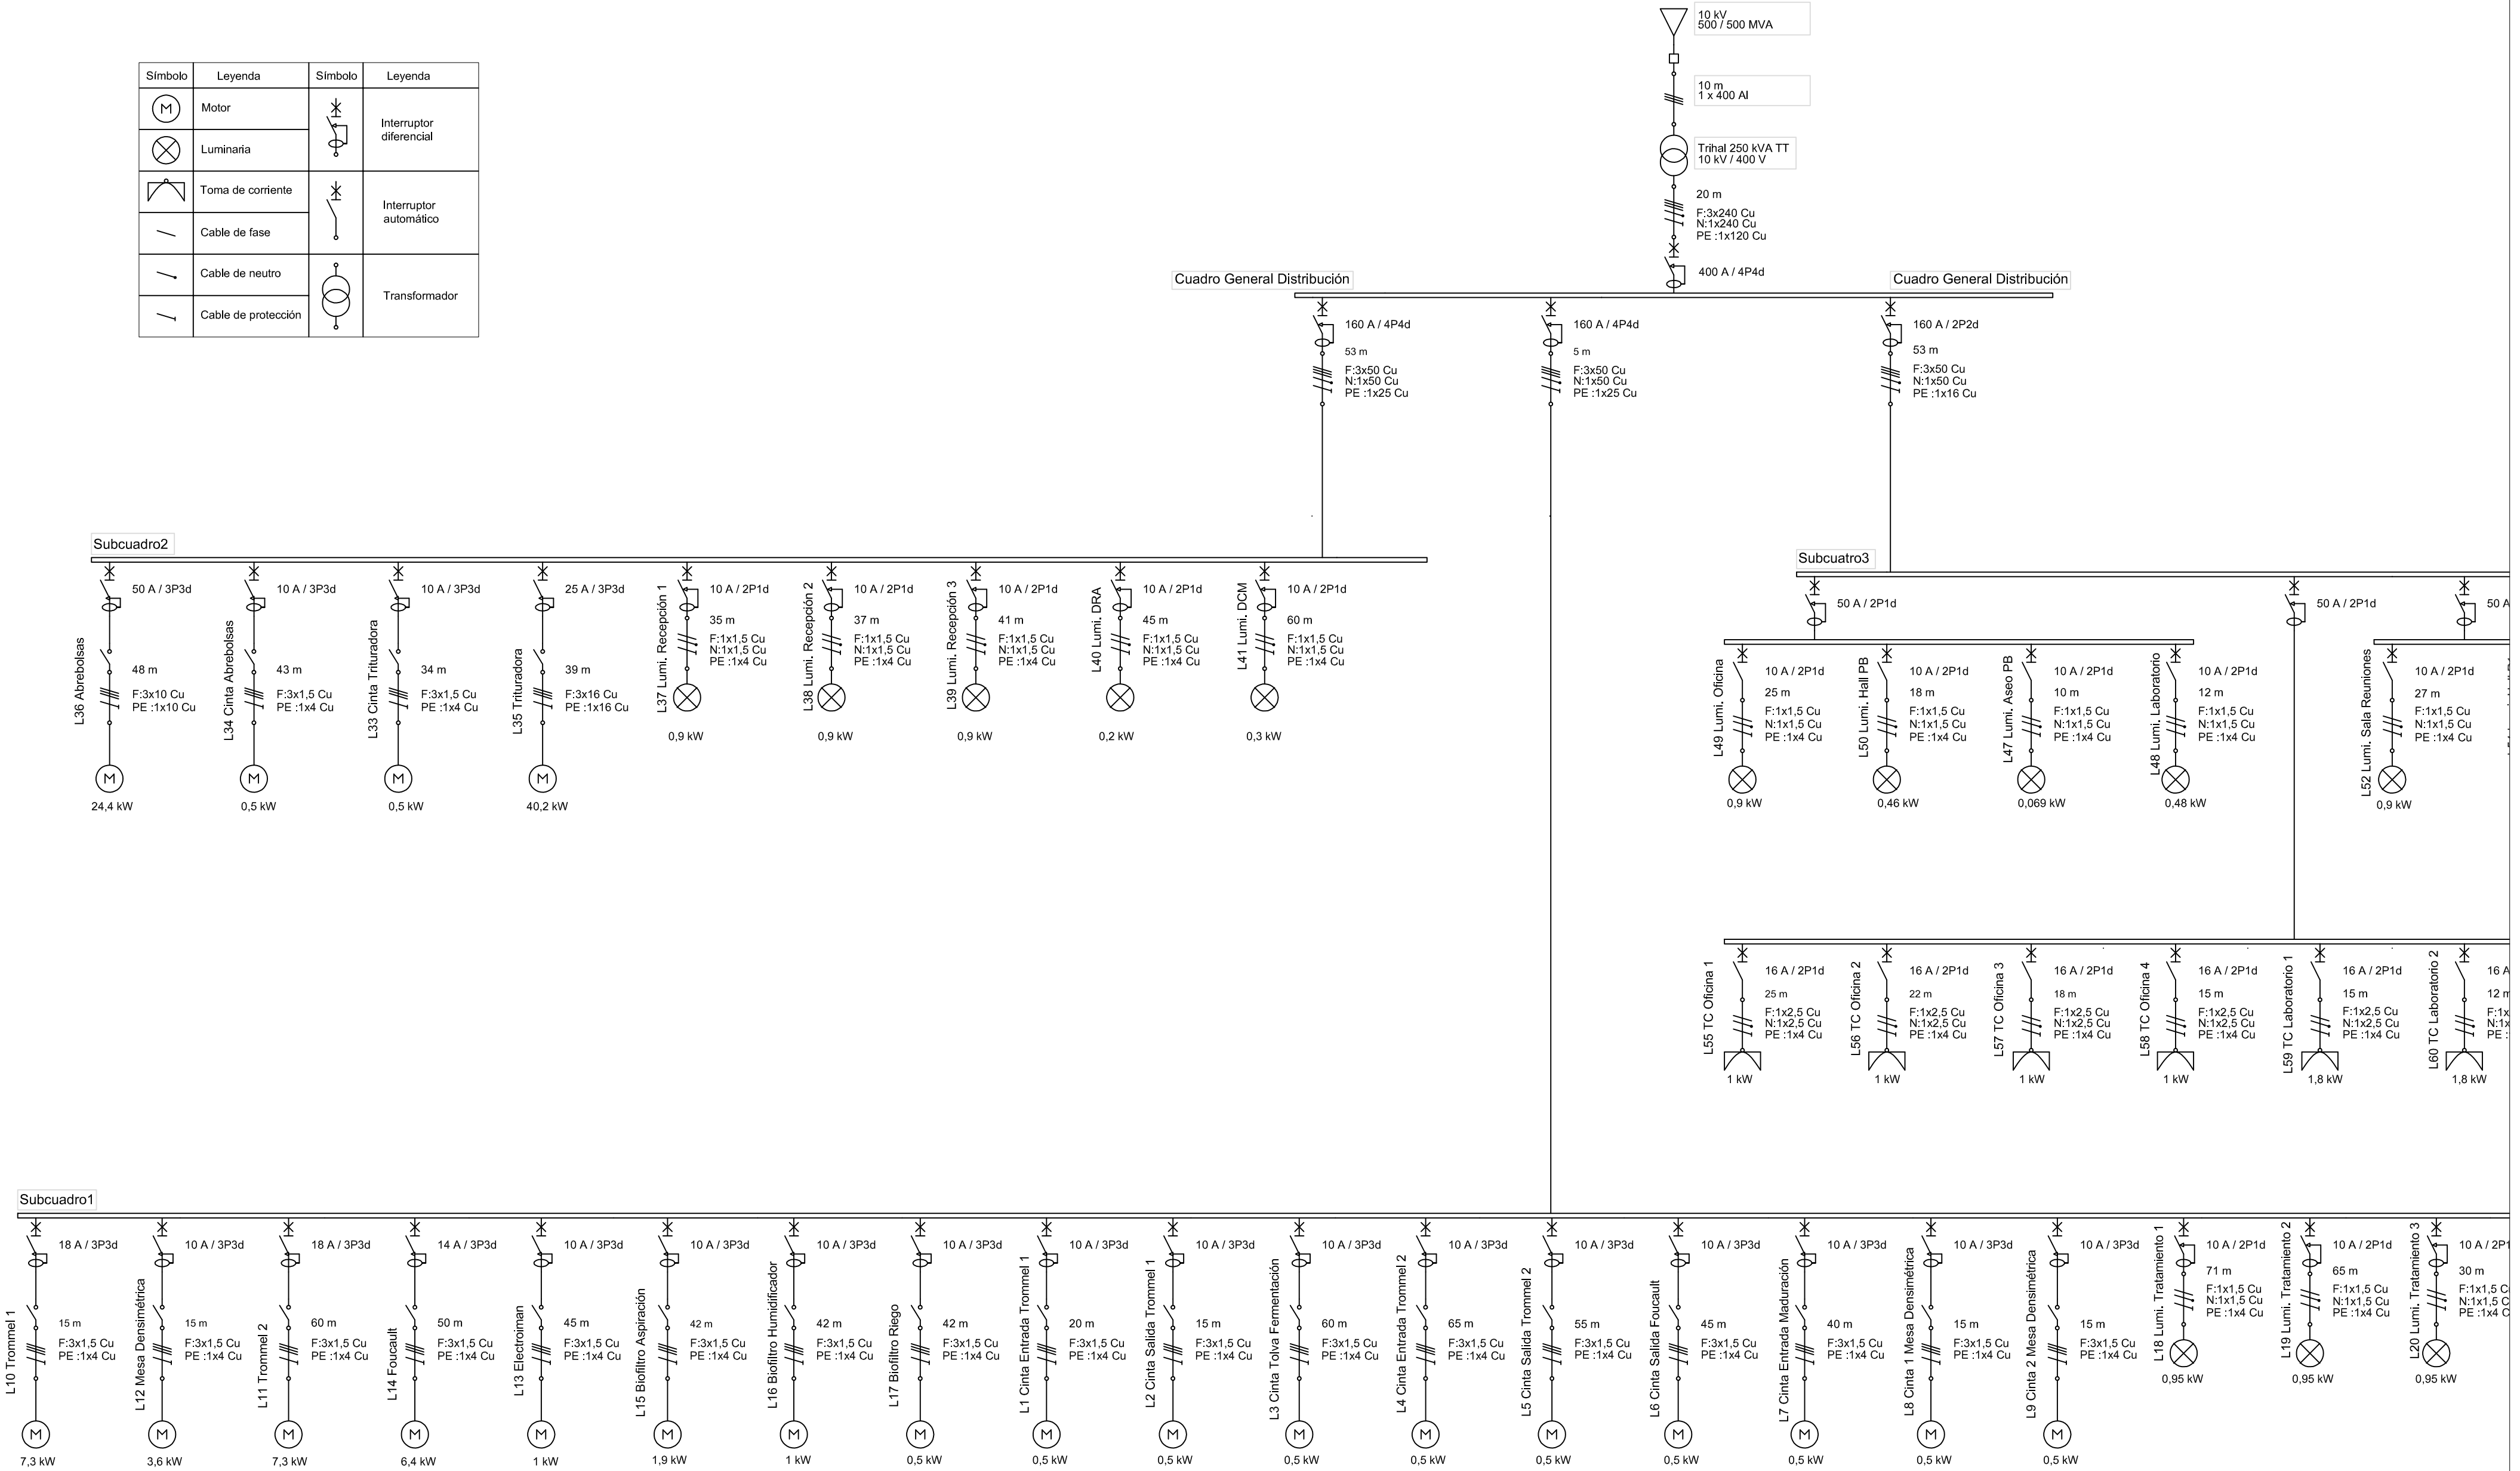 10 kV
500 / 500 MVA
10 m
1 x 400 Al
Trihal 250 kVA TT
10 kV / 400 V
20 m
F:3x240 Cu
N:1x240 Cu
PE :1x120 Cu
400 A / 4P4d
Símbolo Leyenda Símbolo Leyenda
M Motor
Interruptor
diferencial
Luminaria
Toma de corriente
Interruptor
automático
Cable de fase
Cable de neutro
Transformador
Cable de protección
Cuadro General Distribución
Cuadro General Distribución
160 A / 4P4d
53 m
F:3x50 Cu
N:1x50 Cu
PE :1x25 Cu
160 A / 4P4d
5 m
F:3x50 Cu
N:1x50 Cu
PE :1x25 Cu
160 A / 2P2d
53 m
F:3x50 Cu
N:1x50 Cu
PE :1x16 Cu
Subcuadro2
L36 Abrebolsas
50 A / 3P3d
48 m
F:3x10 Cu
PE :1x10 Cu
M
24,4 kW
L34 Cinta Abrebolsas
10 A / 3P3d
43 m
F:3x1,5 Cu
PE :1x4 Cu
M
0,5 kW
L33 Cinta Trituradora
10 A / 3P3d
34 m
F:3x1,5 Cu
PE :1x4 Cu
M
0,5 kW
L35 Trituradora
25 A / 3P3d
39 m
F:3x16 Cu
PE :1x16 Cu
M
40,2 kW
L37 Lumi. Recepción 1
10 A / 2P1d
35 m
F:1x1,5 Cu
N:1x1,5 Cu
PE :1x4 Cu
0,9 kW
L38 Lumi. Recepción 2
10 A / 2P1d
37 m
F:1x1,5 Cu
N:1x1,5 Cu
PE :1x4 Cu
0,9 kW
L39 Lumi. Recepción 3
10 A / 2P1d
41 m
F:1x1,5 Cu
N:1x1,5 Cu
PE :1x4 Cu
0,9 kW
L40 Lumi. DRA
10 A / 2P1d
45 m
F:1x1,5 Cu
N:1x1,5 Cu
PE :1x4 Cu
0,2 kW
L41 Lumi. DCM
10 A / 2P1d
60 m
F:1x1,5 Cu
N:1x1,5 Cu
PE :1x4 Cu
0,3 kW
Subcuatro3
50 A / 2P1d
50 A / 2P1d
50 A
L49 Lumi. Oficina
10 A / 2P1d
25 m
F:1x1,5 Cu
N:1x1,5 Cu
PE :1x4 Cu
0,9 kW
L50 Lumi. Hall PB
10 A / 2P1d
18 m
F:1x1,5 Cu
N:1x1,5 Cu
PE :1x4 Cu
0,46 kW
L47 Lumi. Aseo PB
10 A / 2P1d
10 m
F:1x1,5 Cu
N:1x1,5 Cu
PE :1x4 Cu
0,069 kW
L48 Lumi. Laboratorio
10 A / 2P1d
12 m
F:1x1,5 Cu
N:1x1,5 Cu
PE :1x4 Cu
0,48 kW
L52 Lumi. Sala Reuniones
10 A / 2P1d
27 m
F:1x1,5 Cu
N:1x1,5 Cu
PE :1x4 Cu
0,9 kW
L55 TC Oficina 1
16 A / 2P1d
25 m
F:1x2,5 Cu
N:1x2,5 Cu
PE :1x4 Cu
1 kW
L56 TC Oficina 2
16 A / 2P1d
22 m
F:1x2,5 Cu
N:1x2,5 Cu
PE :1x4 Cu
1 kW
L57 TC Oficina 3
16 A / 2P1d
18 m
F:1x2,5 Cu
N:1x2,5 Cu
PE :1x4 Cu
1 kW
L58 TC Oficina 4
16 A / 2P1d
15 m
F:1x2,5 Cu
N:1x2,5 Cu
PE :1x4 Cu
1 kW
L59 TC Laboratorio 1
16 A / 2P1d
15 m
F:1x2,5 Cu
N:1x2,5 Cu
PE :1x4 Cu
1,8 kW
L60 TC Laboratorio 2
16 A
12 m
F:1x
N:1x
PE :
1,8 kW
Subcuadro1
L10 Trommel 1
18 A / 3P3d
15 m
F:3x1,5 Cu
PE :1x4 Cu
M
7,3 kW
L12 Mesa Densimétrica
10 A / 3P3d
15 m
F:3x1,5 Cu
PE :1x4 Cu
M
3,6 kW
L11 Trommel 2
18 A / 3P3d
60 m
F:3x1,5 Cu
PE :1x4 Cu
M
7,3 kW
L14 Foucault
14 A / 3P3d
50 m
F:3x1,5 Cu
PE :1x4 Cu
M
6,4 kW
L13 Electroiman
10 A / 3P3d
45 m
F:3x1,5 Cu
PE :1x4 Cu
M
1 kW
L15 Biofiltro Aspiración
10 A / 3P3d
42 m
F:3x1,5 Cu
PE :1x4 Cu
M
1,9 kW
L16 Biofiltro Humidificador
10 A / 3P3d
42 m
F:3x1,5 Cu
PE :1x4 Cu
M
1 kW
L17 Biofiltro Riego
10 A / 3P3d
42 m
F:3x1,5 Cu
PE :1x4 Cu
M
0,5 kW
L1 Cinta Entrada Trommel 1
10 A / 3P3d
20 m
F:3x1,5 Cu
PE :1x4 Cu
M
0,5 kW
L2 Cinta Salida Trommel 1
10 A / 3P3d
15 m
F:3x1,5 Cu
PE :1x4 Cu
M
0,5 kW
L3 Cinta Tolva Fermentación
10 A / 3P3d
60 m
F:3x1,5 Cu
PE :1x4 Cu
M
0,5 kW
L4 Cinta Entrada Trommel 2
10 A / 3P3d
65 m
F:3x1,5 Cu
PE :1x4 Cu
M
0,5 kW
L5 Cinta Salida Trommel 2
10 A / 3P3d
55 m
F:3x1,5 Cu
PE :1x4 Cu
M
0,5 kW
L6 Cinta Salida Foucault
10 A / 3P3d
45 m
F:3x1,5 Cu
PE :1x4 Cu
M
0,5 kW
L7 Cinta Entrada Maduración
10 A / 3P3d
40 m
F:3x1,5 Cu
PE :1x4 Cu
M
0,5 kW
L8 Cinta 1 Mesa Densimétrica
10 A / 3P3d
15 m
F:3x1,5 Cu
PE :1x4 Cu
M
0,5 kW
L9 Cinta 2 Mesa Densimétrica
10 A / 3P3d
15 m
F:3x1,5 Cu
PE :1x4 Cu
M
0,5 kW
L18 Lumi. Tratamiento 1
10 A / 2P1d
71 m
F:1x1,5 Cu
N:1x1,5 Cu
PE :1x4 Cu
0,95 kW
L19 Lumi. Tratamiento 2
10 A / 2P1d
65 m
F:1x1,5 Cu
N:1x1,5 Cu
PE :1x4 Cu
0,95 kW
L20 Lumi. Tratamiento 3
10 A / 2P1
30 m
F:1x1,5 C
N:1x1,5 C
PE :1x4 C
0,95 kW